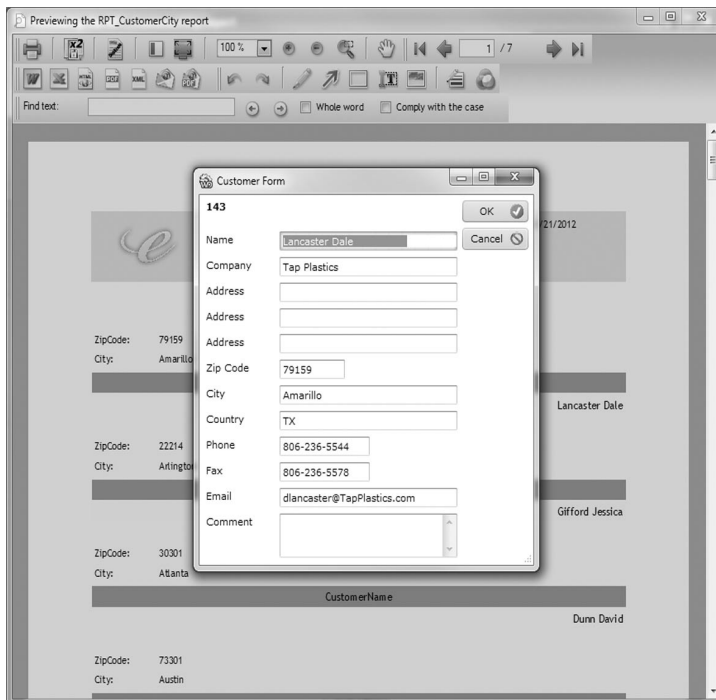 Previewing the RPT_CustomerCity report
100 % 1 /7
Find text: Whole word Comply with the case
Customer Form
143
OK
/21/2012
Name Lancaster Dale Cancel
Company Tap Plastics
Address
Address
Address
ZipCode: 79159
City: Amarillo
Zip Code 79159
City Amarillo
Country TX
Lancaster Dale
Phone 806-236-5544
ZipCode: 22214
City: Arlington
Fax 806-236-5578
Email dlancaster@TapPlastics.com
Gifford Jessica
Comment
ZipCode: 30301
City: Atlanta
CustomerName
Dunn David
ZipCode: 73301
City: Austin